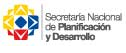 Secretaría Nacional
de Planificación
y Desarrollo